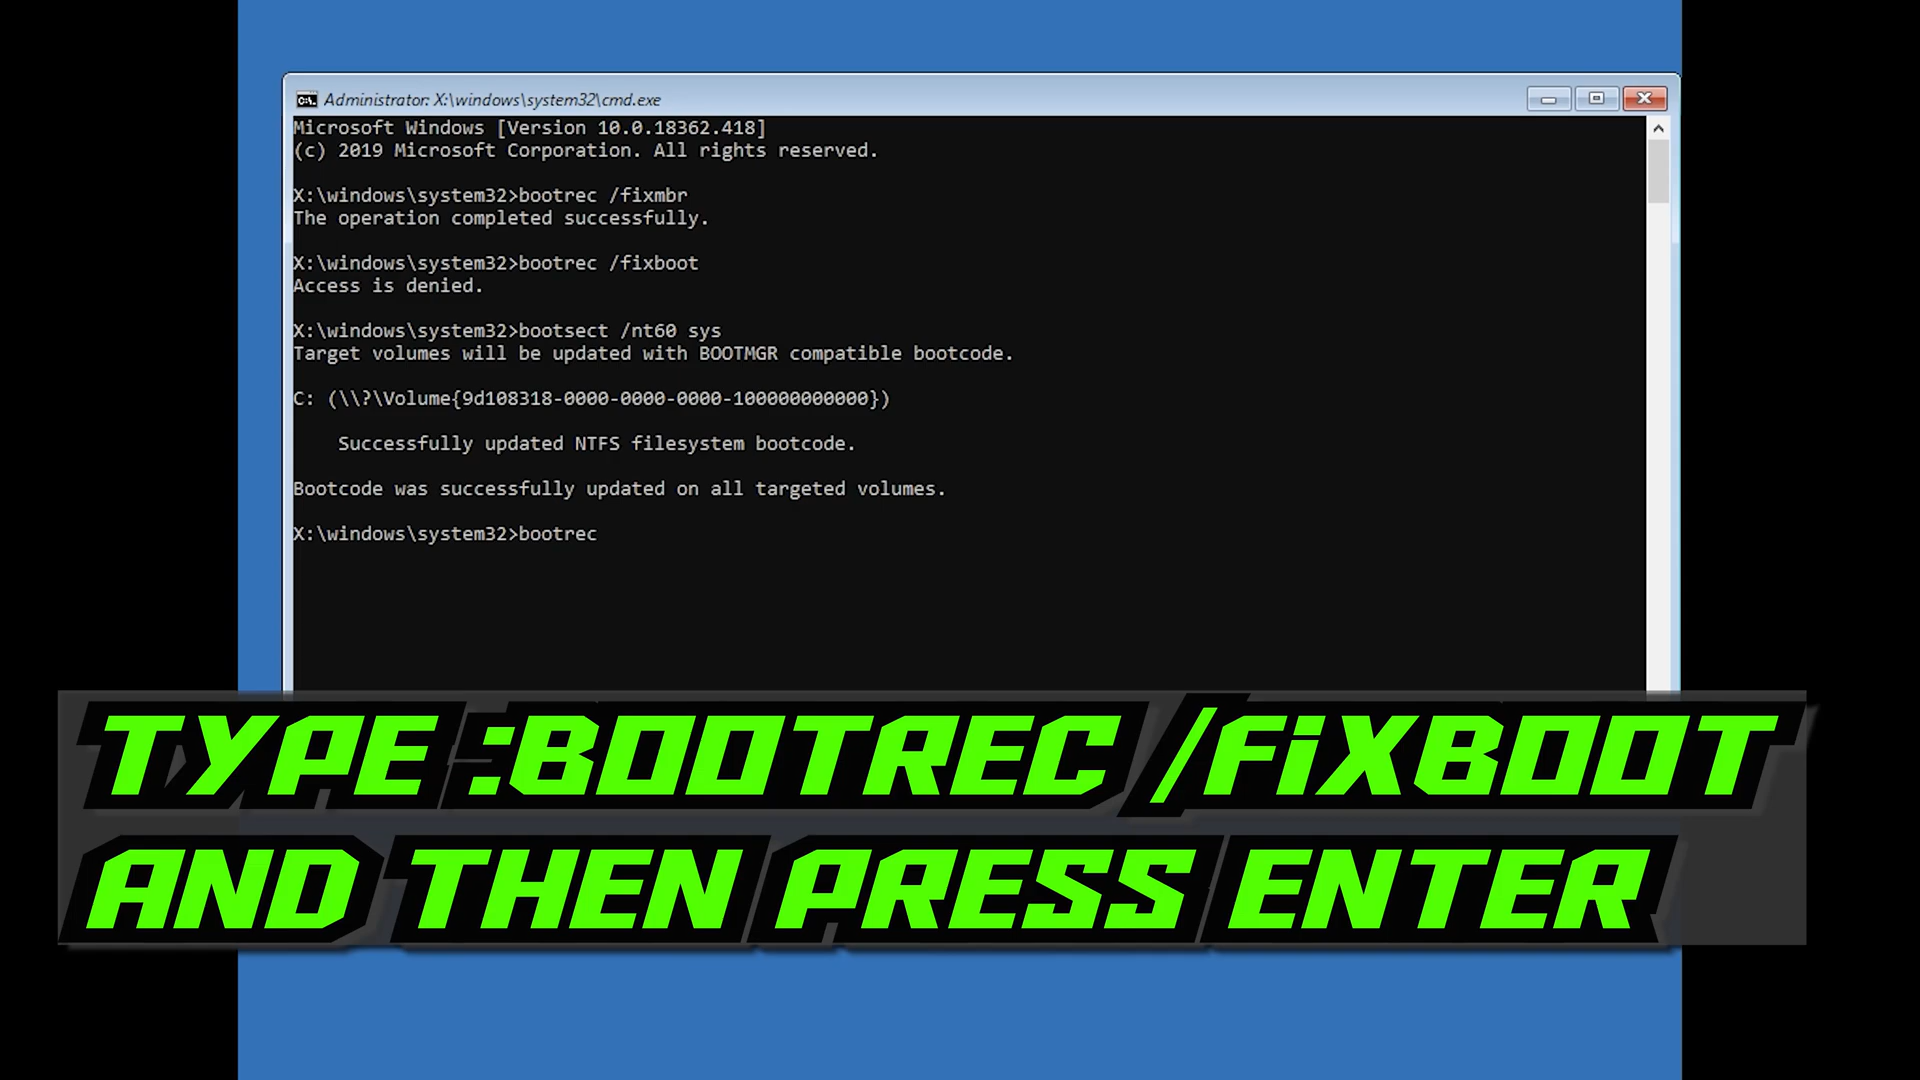 Administrator: X:\windows\system32\cmd.exe
Microsoft Windows [Version 10.0.18362.418]
(c) 2019 Microsoft Corporation. All rights reserved.
X:\windows\system32>bootrec /fixmbr
The operation completed successfully.
X:\windows\system32>bootrec /fixboot
Access is denied.
X:\windows\system32>bootsect /nt60 sys
Target volumes will be updated with BOOTMGR compatible bootcode.
C: (\\?\Volume{9d108318-0000-0000-0000-100000000000})
Successfully updated NTFS filesystem bootcode.
Bootcode was successfully updated on all targeted volumes.
X:\windows\system32>bootrec
TYPE :BOOTREC /FiXBOOT
AND THEN PRESS ENTER